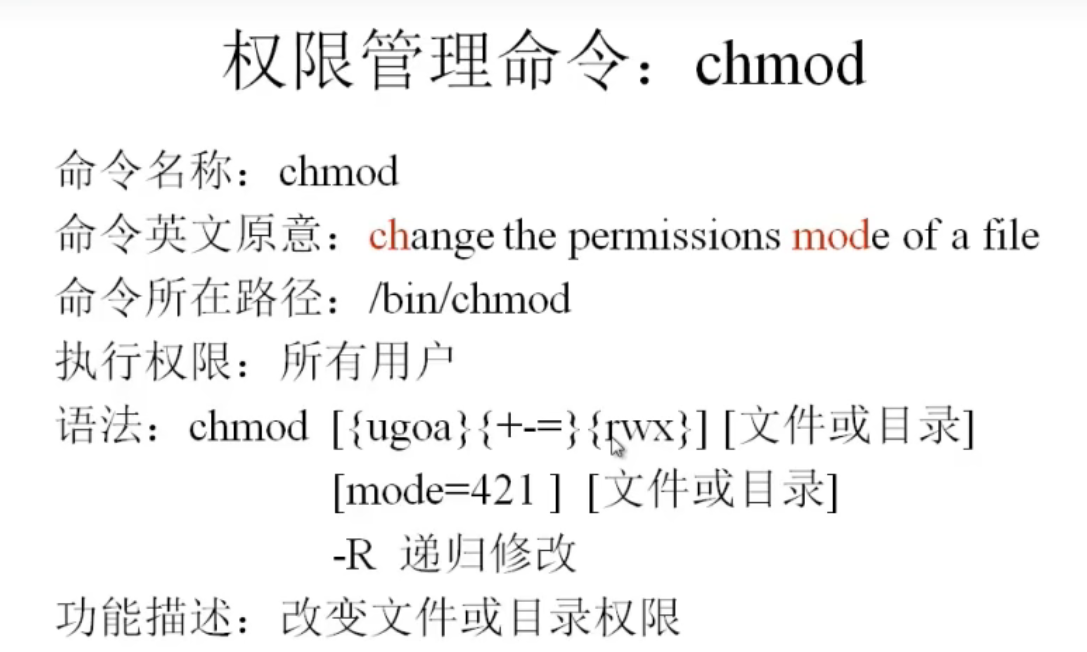 权限管理命令：chmod
命令名称：chmod
命令英文原意：change the permissions mode of a file
命令所在路径：/bin/chmod
执行权限：所有用户
语法：chmod [{ugoa}{+-=}{rwx}] [文件或目录]
[mode=421 ] [文件或目录]
-R 递归修改
功能描述：改变文件或目录权限